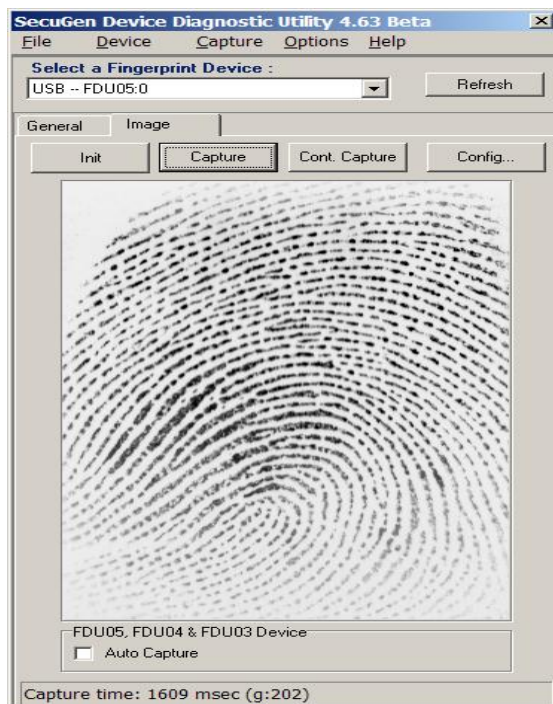 SecuGen Device Diagnostic Utility 4.63 Beta
File Device Capture Options Help
Select a Fingerprint Device :
USB -- FDU05:0
Refresh
General Image
Init Capture Cont. Capture Config...
FDU05, FDU04 & FDU03 Device
Auto Capture
Capture time: 1609 msec (g:202)